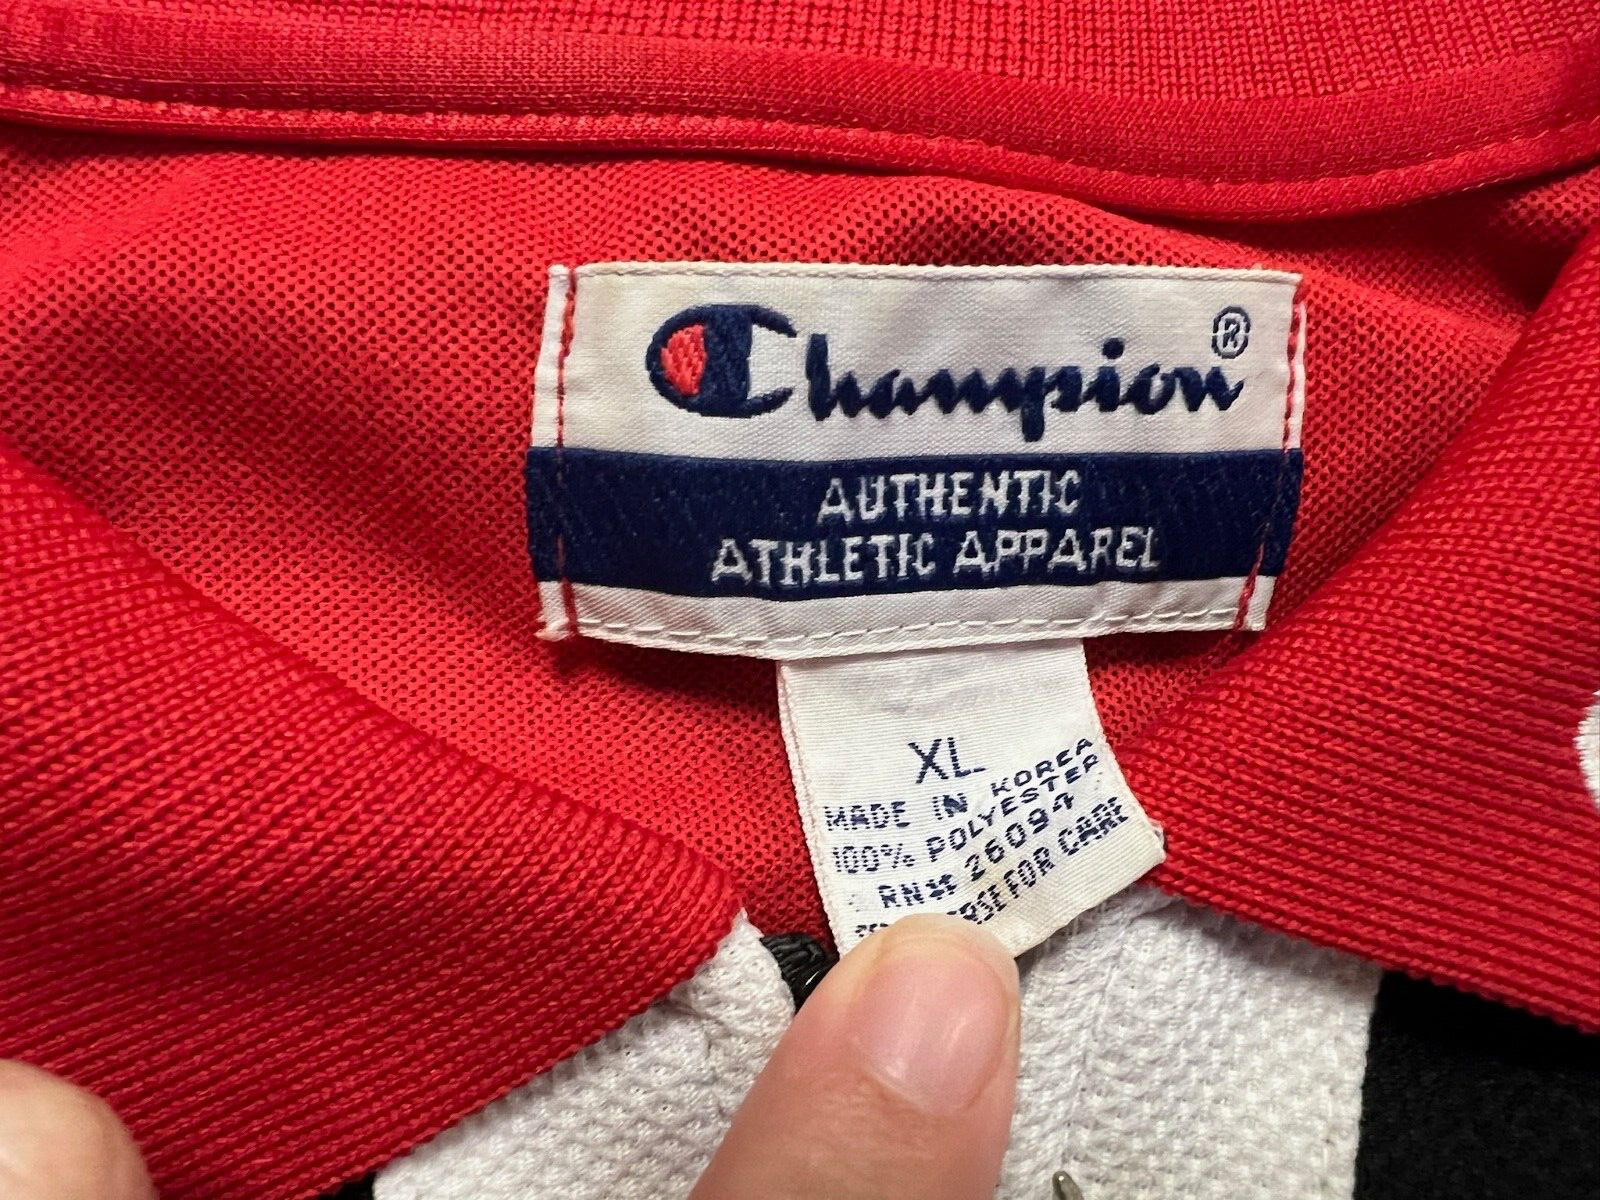 Champion®
AUTHENTIC
ATHLETIC APPAREL
XL
MADE IN KOREA
100% POLYESTER
RN# 26094
FOR CARE